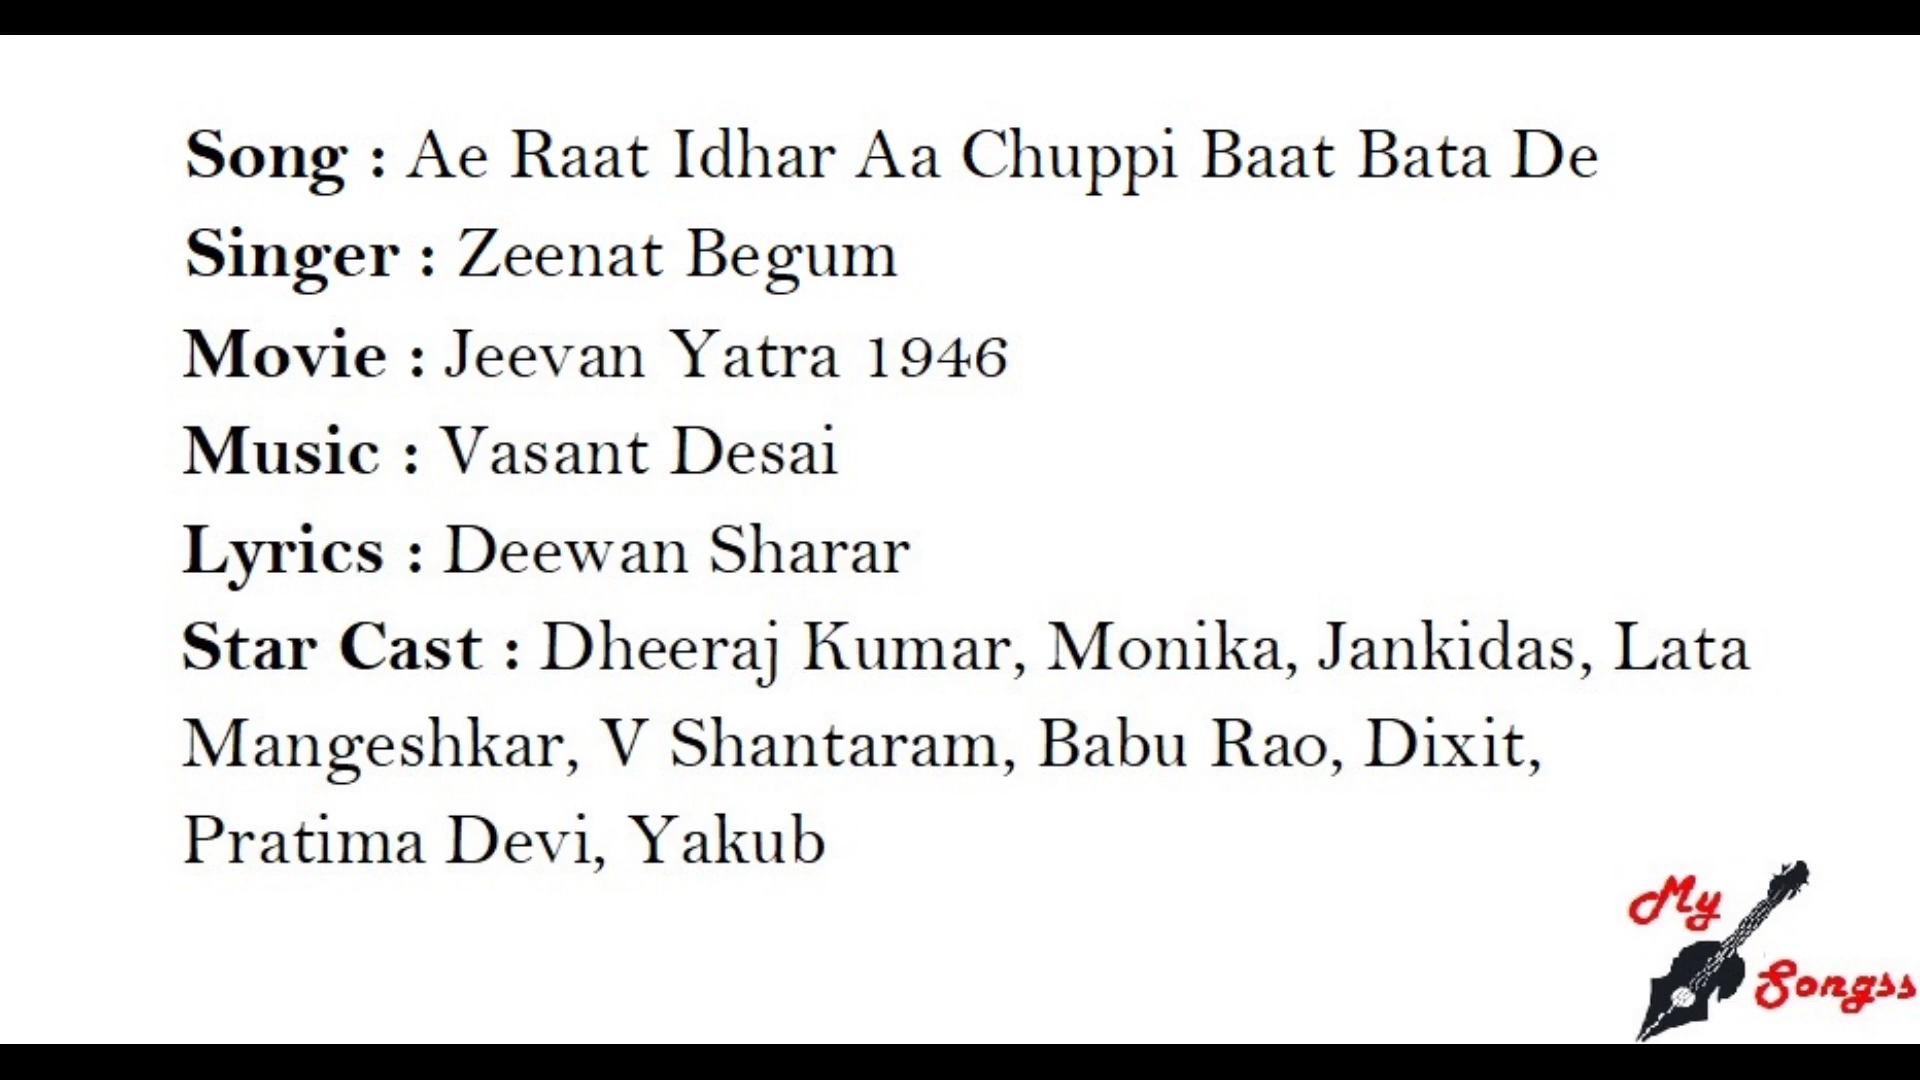 Song : Ae Raat Idhar Aa Chuppi Baat Bata De
Singer : Zeenat Begum
Movie : Jeevan Yatra 1946
Music : Vasant Desai
Lyrics : Deewan Sharar
Star Cast : Dheeraj Kumar, Monika, Jankidas, Lata
Mangeshkar, V Shantaram, Babu Rao, Dixit,
Pratima Devi, Yakub
My
Songss